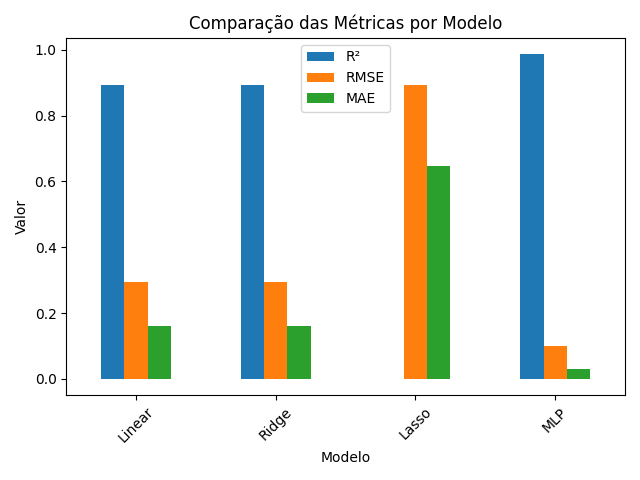 Comparação das Métricas por Modelo
R²
RMSE
MAE
1.0
0.8
0.6
0.4
0.2
0.0
Valor
Linear
Ridge
Lasso
MLP
Modelo